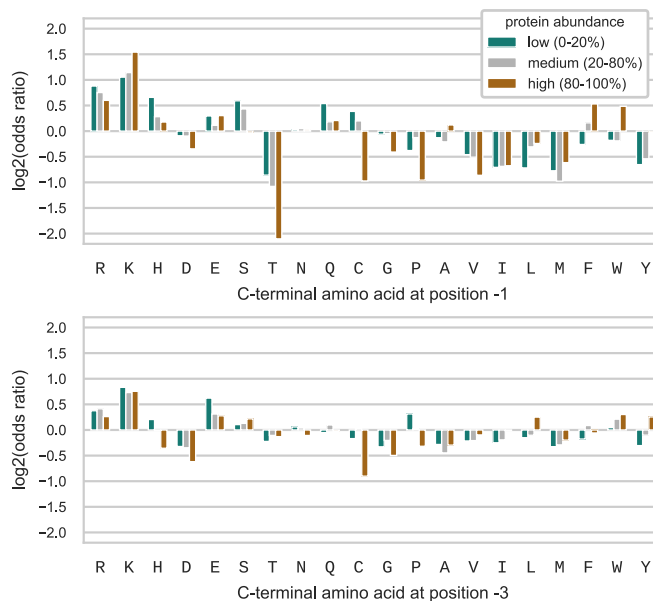 protein abundance
low (0-20%)
medium (20-80%)
high (80-100%)
log2(odds ratio)
2.0
1.5
1.0
0.5
0.0
−0.5
−1.0
−1.5
−2.0
R K H D E S T N Q C G P A V I L M F W Y
C-terminal amino acid at position -1
log2(odds ratio)
2.0
1.5
1.0
0.5
0.0
−0.5
−1.0
−1.5
−2.0
R K H D E S T N Q C G P A V I L M F W Y
C-terminal amino acid at position -3